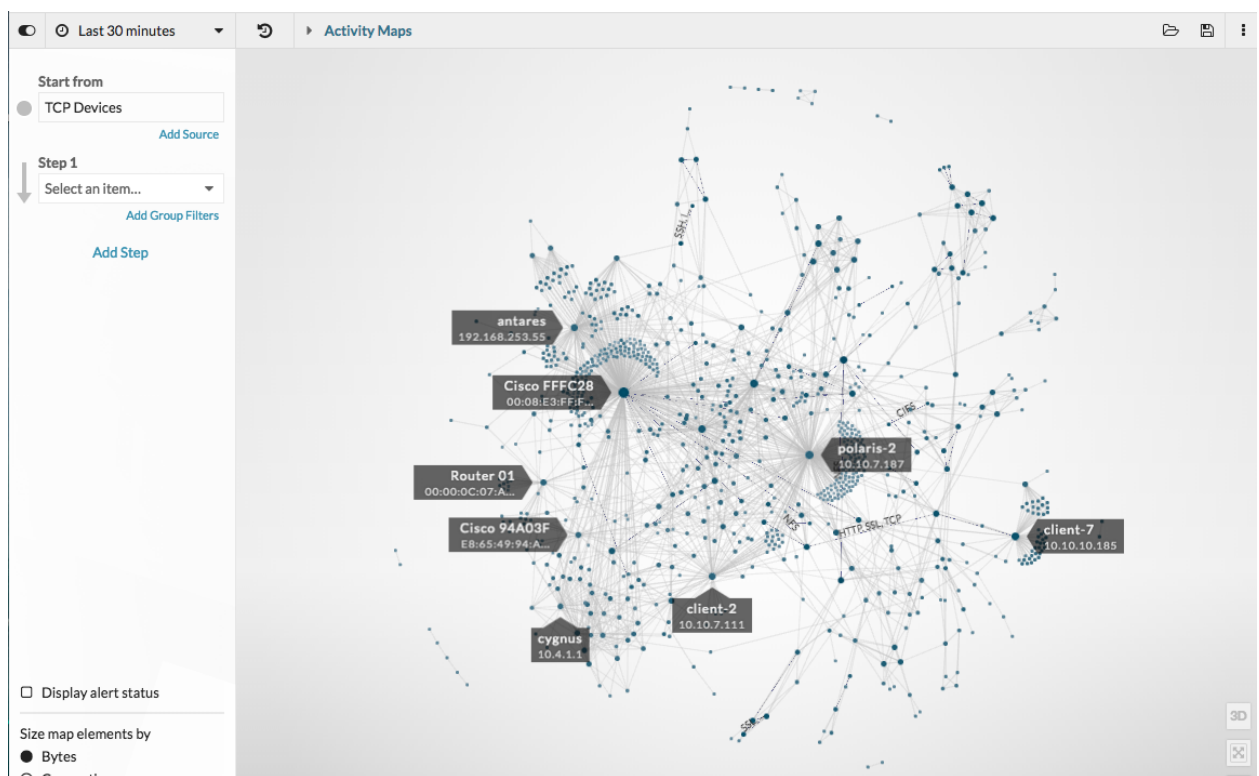 Last 30 minutes
Activity Maps
Start from
TCP Devices
Add Source
Step 1
Select an item...
Add Group Filters
Add Step
SSH, I...
antares
192.168.253.55
Cisco FFFC28
00:08:E3:FF:F...
CIFS...
polaris-2
10.10.7.187
Router 01
00:00:0C:07:A...
Cisco 94A03F
E8:65:49:94:A...
NFS
HTTP, SSL, TCP
client-7
10.10.10.185
client-2
10.10.7.111
cygnus
10.4.1.1
Display alert status
Size map elements by
Bytes
3D